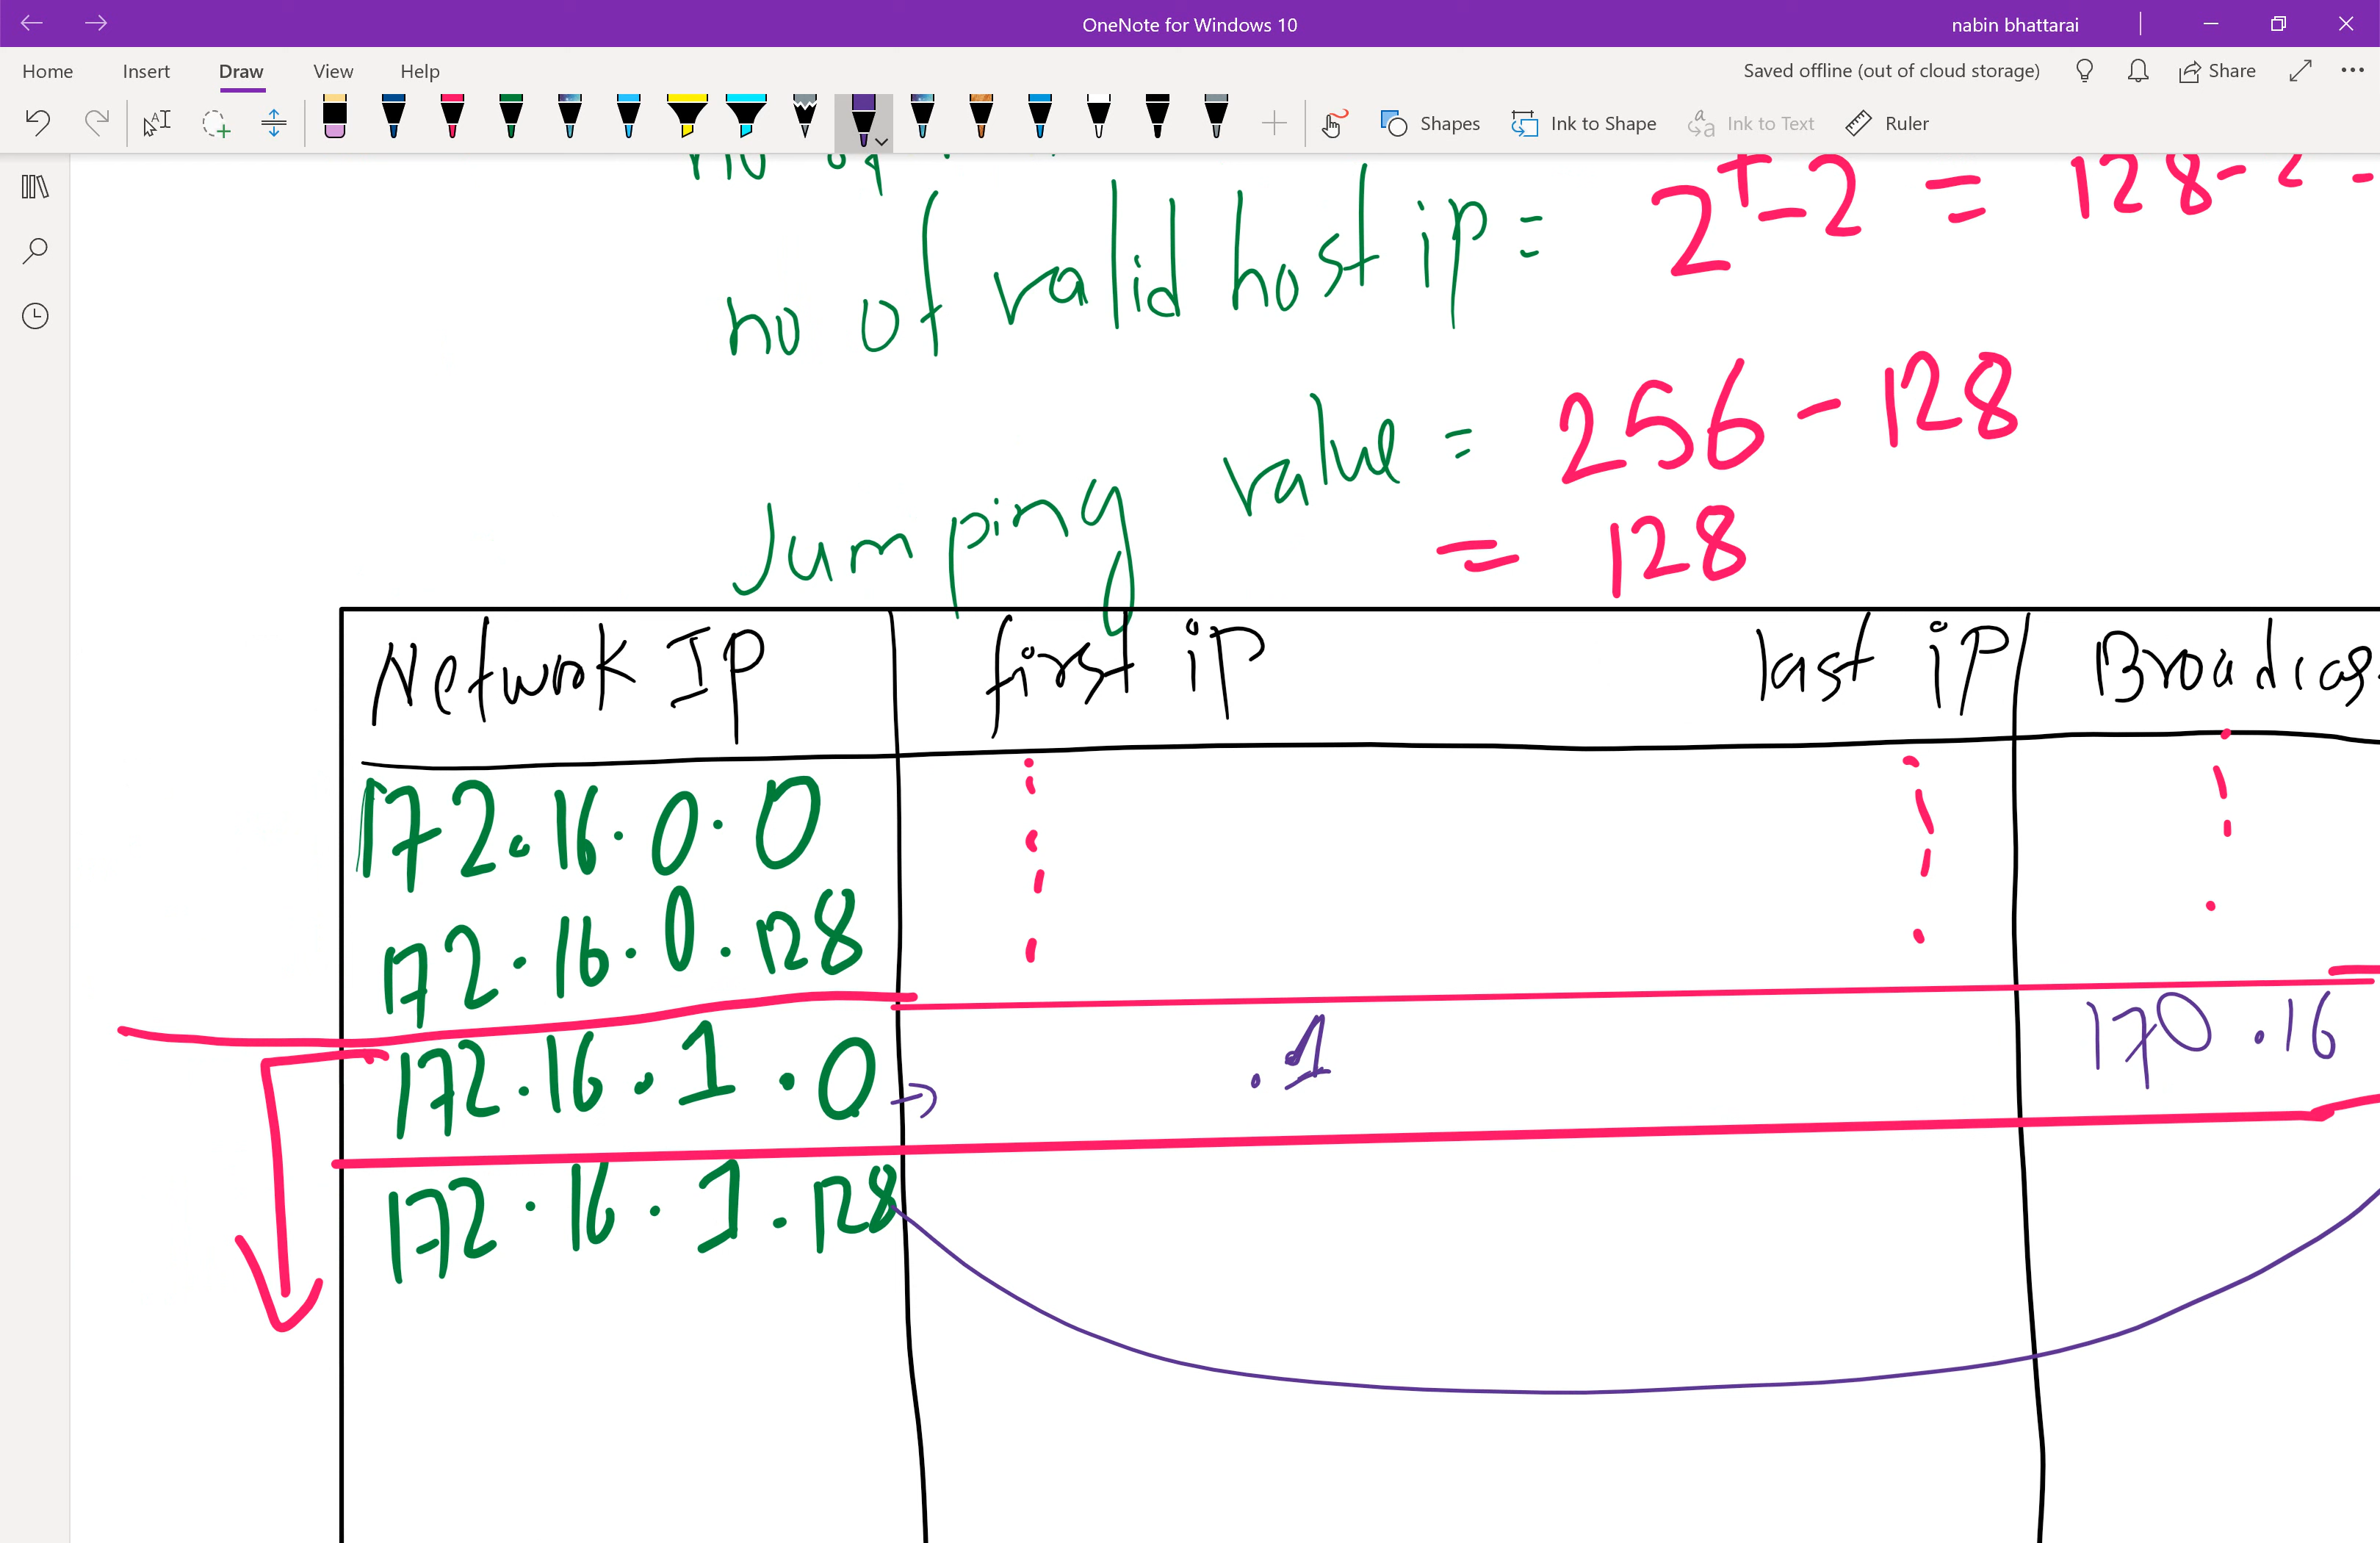 OneNote for Windows 10
nabin bhattarai
Home Insert Draw View Help
Saved offline (out of cloud storage)
Share
Shapes Ink to Shape Ink to Text Ruler
no of valid host ip = 2^7 - 2 = 128 - 2 =
Jumping value = 256 - 128
= 128
Network IP first iP last iP Broadcas
172.16.0.0
172.16.0.128
172.16.1.0 .1 170.16
172.16.1.128